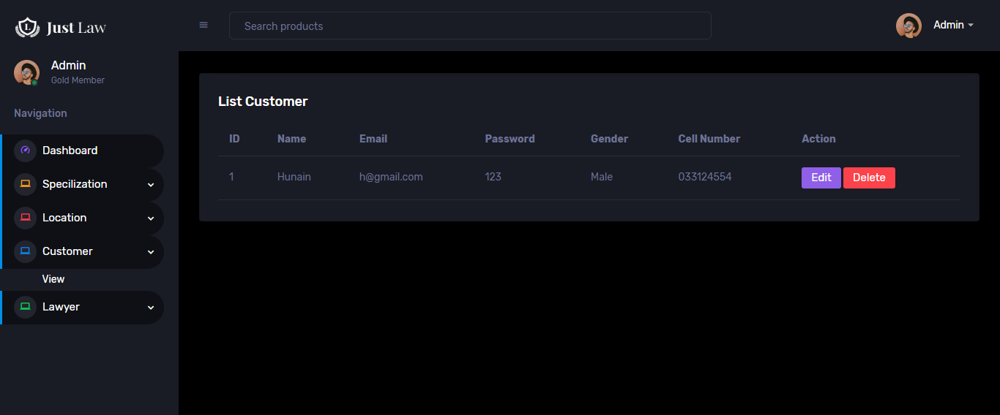 L
Just Law
Search products
Admin
Admin
Gold Member
Navigation
Dashboard
Specilization
Location
Customer
View
Lawyer
List Customer
ID Name Email Password Gender Cell Number Action
1 Hunain h@gmail.com 123 Male 033124554 Edit Delete